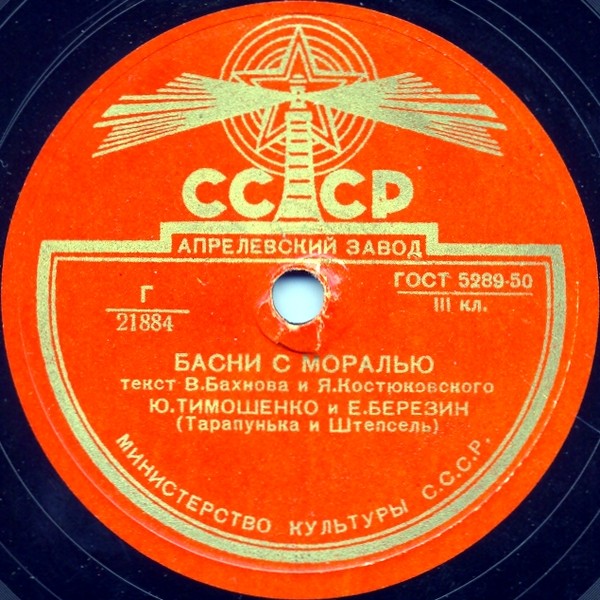 СССР
АПРЕЛЕВСКИЙ ЗАВОД
Г
21884
ГОСТ 5289-50
III кл.
БАСНИ С МОРАЛЬЮ
текст В.Бахнова и Я.Костюковского
Ю.ТИМОШЕНКО и Е.БЕРЕЗИН
(Тарапунька и Штепсель)
МИНИСТЕРСТВО КУЛЬТУРЫ С.С.С.Р.